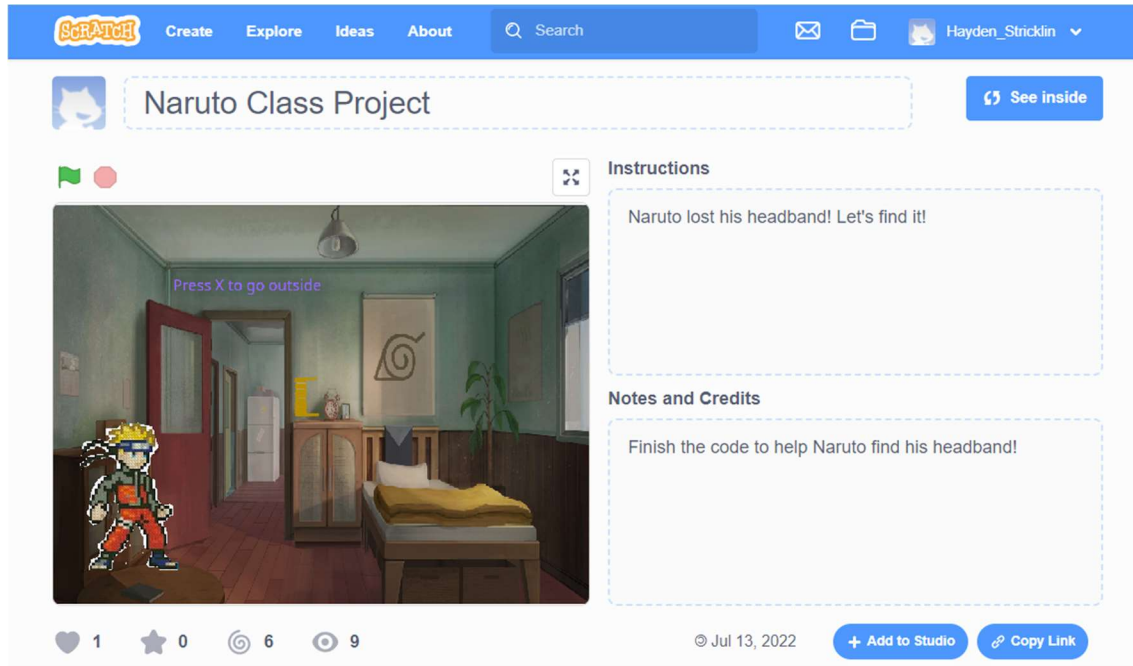 SCRATCH Create Explore Ideas About Search Hayden_Stricklin
Naruto Class Project
See inside
Instructions
Naruto lost his headband! Let's find it!
Press X to go outside
Notes and Credits
Finish the code to help Naruto find his headband!
1 0 6 9 © Jul 13, 2022 + Add to Studio Copy Link